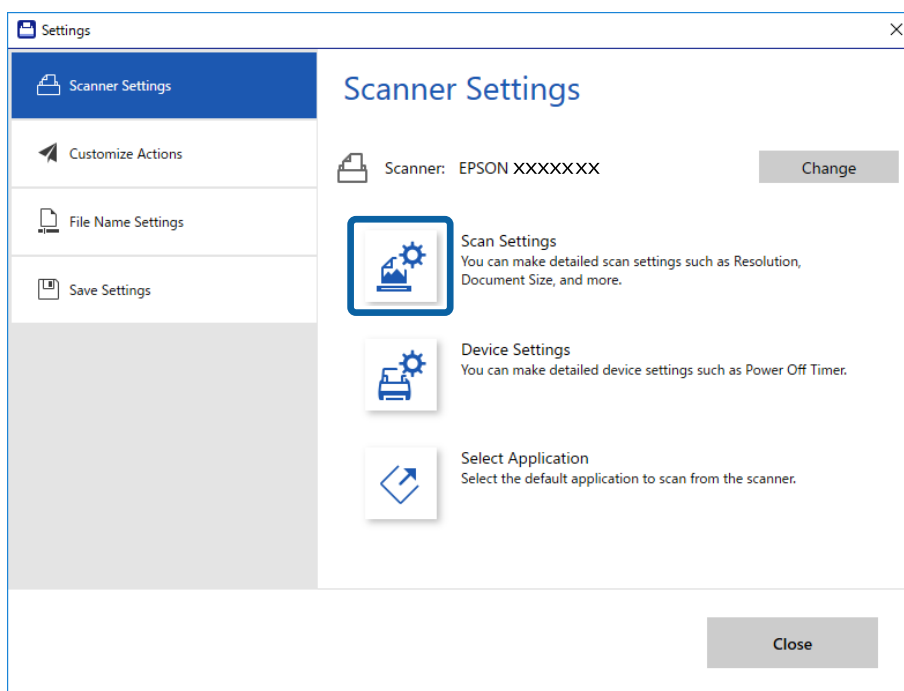 Settings
Scanner Settings
Customize Actions
File Name Settings
Save Settings
Scanner Settings
Scanner: EPSON XXXXXXX
Change
Scan Settings
You can make detailed scan settings such as Resolution,
Document Size, and more.
Device Settings
You can make detailed device settings such as Power Off Timer.
Select Application
Select the default application to scan from the scanner.
Close